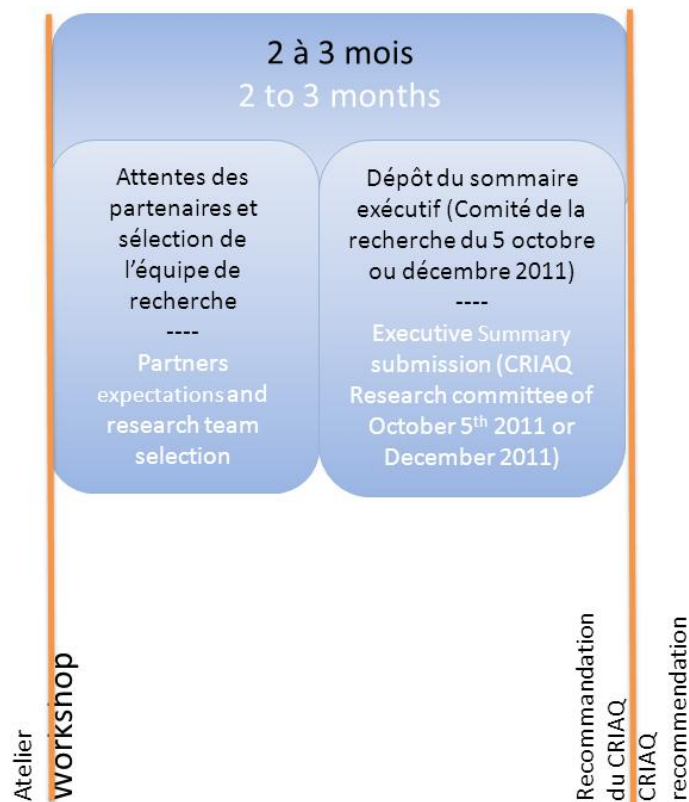 2 à 3 mois
2 to 3 months
Attentes des
partenaires et
sélection de
l'équipe de
recherche
----
Partners
expectations and
research team
selection
Dépôt du sommaire
exécutif (Comité de la
recherche du 5 octobre
ou décembre 2011)
----
Executive Summary
submission (CRIAQ
Research committee of
October 5th 2011 or
December 2011)
Atelier
Workshop
Recommandation
du CRIAQ
CRIAQ
recommendation